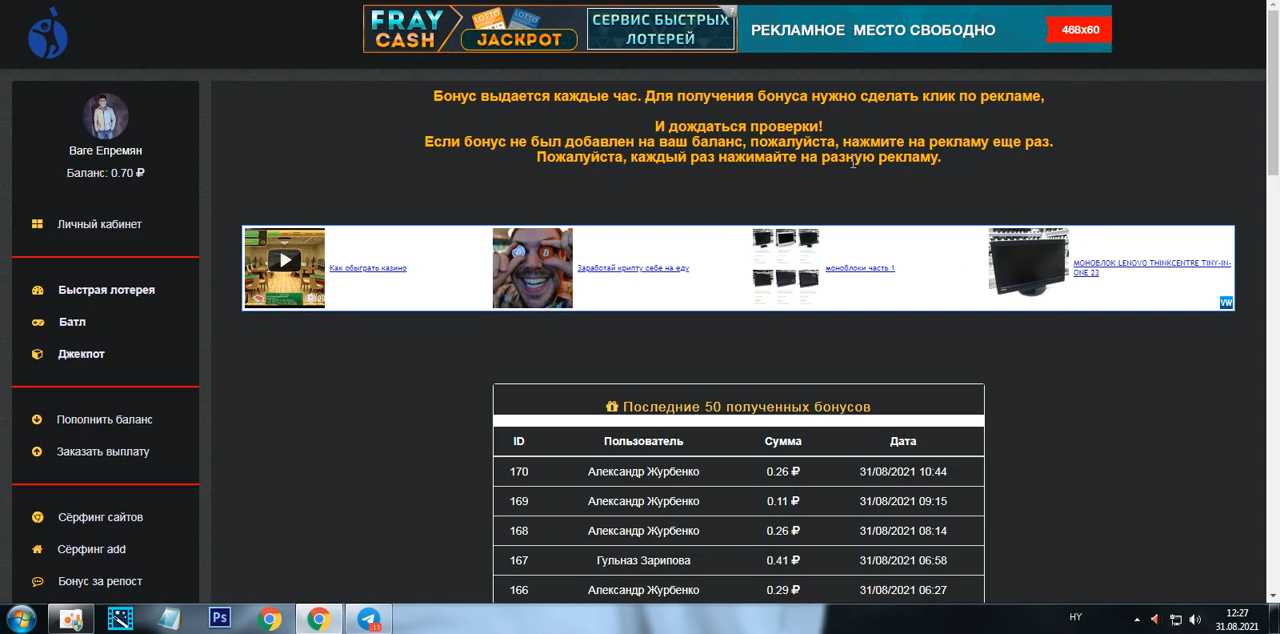 FRAY
CASH
LOTTO
JACKPOT
СЕРВИС БЫСТРЫХ
ЛОТЕРЕЙ
?
РЕКЛАМНОЕ МЕСТО СВОБОДНО
468x60
Бонус выдается каждые час. Для получения бонуса нужно сделать клик по рекламе,
И дождаться проверки!
Если бонус не был добавлен на ваш баланс, пожалуйста, нажмите на рекламу еще раз.
Пожалуйста, каждый раз нажимайте на разную рекламу.
Ваге Епремян
Баланс: 0.70 ₽
Личный кабинет
Быстрая лотерея
Батл
Джекпот
Пополнить баланс
Заказать выплату
Сёрфинг сайтов
Сёрфинг add
Бонус за репост
Как обыграть казино
Заработай крипту себе на еду
моноблоки часть 1
МОНОБЛОК LENOVO THINKCENTRE TINY-IN-
ONE 23
VW
Последние 50 полученных бонусов
ID Пользователь Сумма Дата
170 Александр Журбенко 0.26 ₽ 31/08/2021 10:44
169 Александр Журбенко 0.11 ₽ 31/08/2021 09:15
168 Александр Журбенко 0.26 ₽ 31/08/2021 08:14
167 Гульназ Зарипова 0.41 ₽ 31/08/2021 06:58
166 Александр Журбенко 0.29 ₽ 31/08/2021 06:27
Ps
11
HY
12:27
31.08.2021